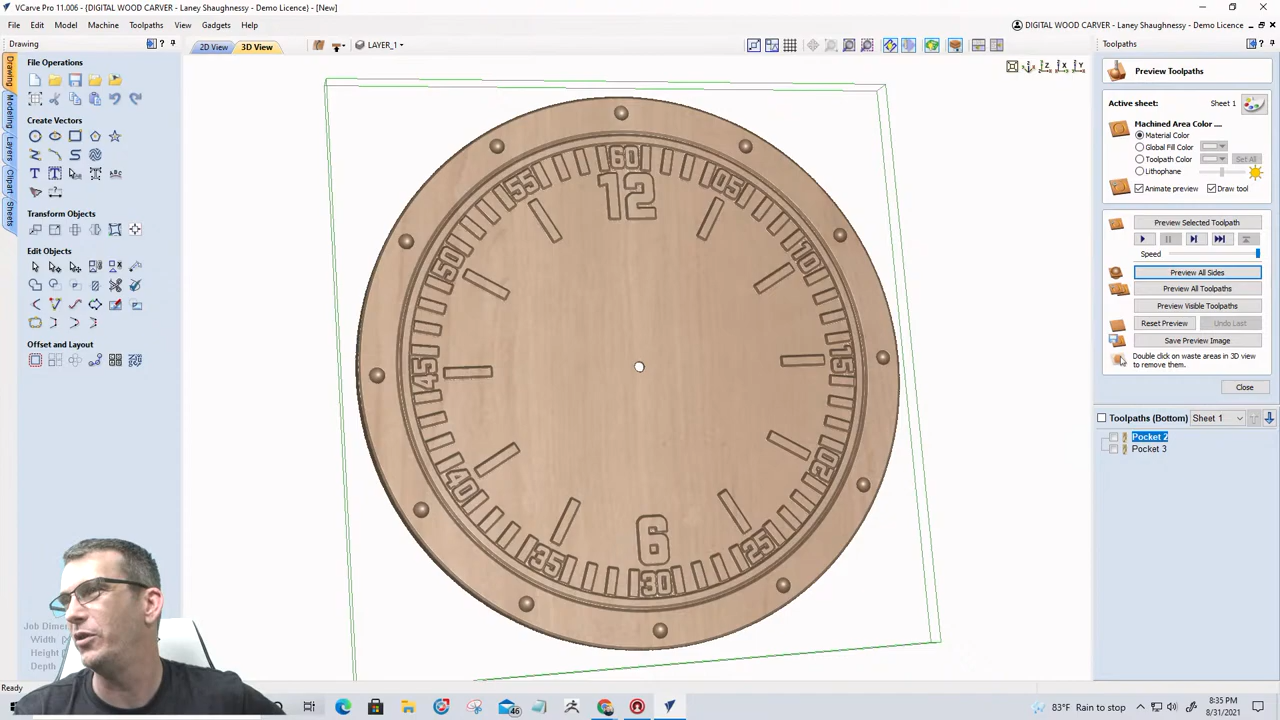 VCarve Pro 11.006 - (DIGITAL WOOD CARVER - Laney Shaughnessy - Demo Licence) - [New]
File Edit Model Machine Toolpaths View Gadgets Help
DIGITAL WOOD CARVER - Laney Shaughnessy - Demo Licence
Drawing
2D View
3D View
LAYER_1
Toolpaths
Drawing
Modeling
Layers
Clipart
Sheets
File Operations
Create Vectors
Transform Objects
Edit Objects
Offset and Layout
Job Dimen
Width
Height
Depth
Ready
60
05
10
15
20
25
30
35
40
45
50
55
12
6
Preview Toolpaths
Active sheet: Sheet 1
Machined Area Color ....
Material Color
Global Fill Color
Toolpath Color
Set All
Lithophane
Animate preview
Draw tool
Preview Selected Toolpath
Speed
Preview All Sides
Preview All Toolpaths
Preview Visible Toolpaths
Reset Preview
Undo Last
Save Preview Image
Double click on waste areas in 3D view
to remove them.
Close
Toolpaths (Bottom) Sheet 1
Pocket 2
Pocket 3
46
83°F Rain to stop
8:35 PM
8/31/2021